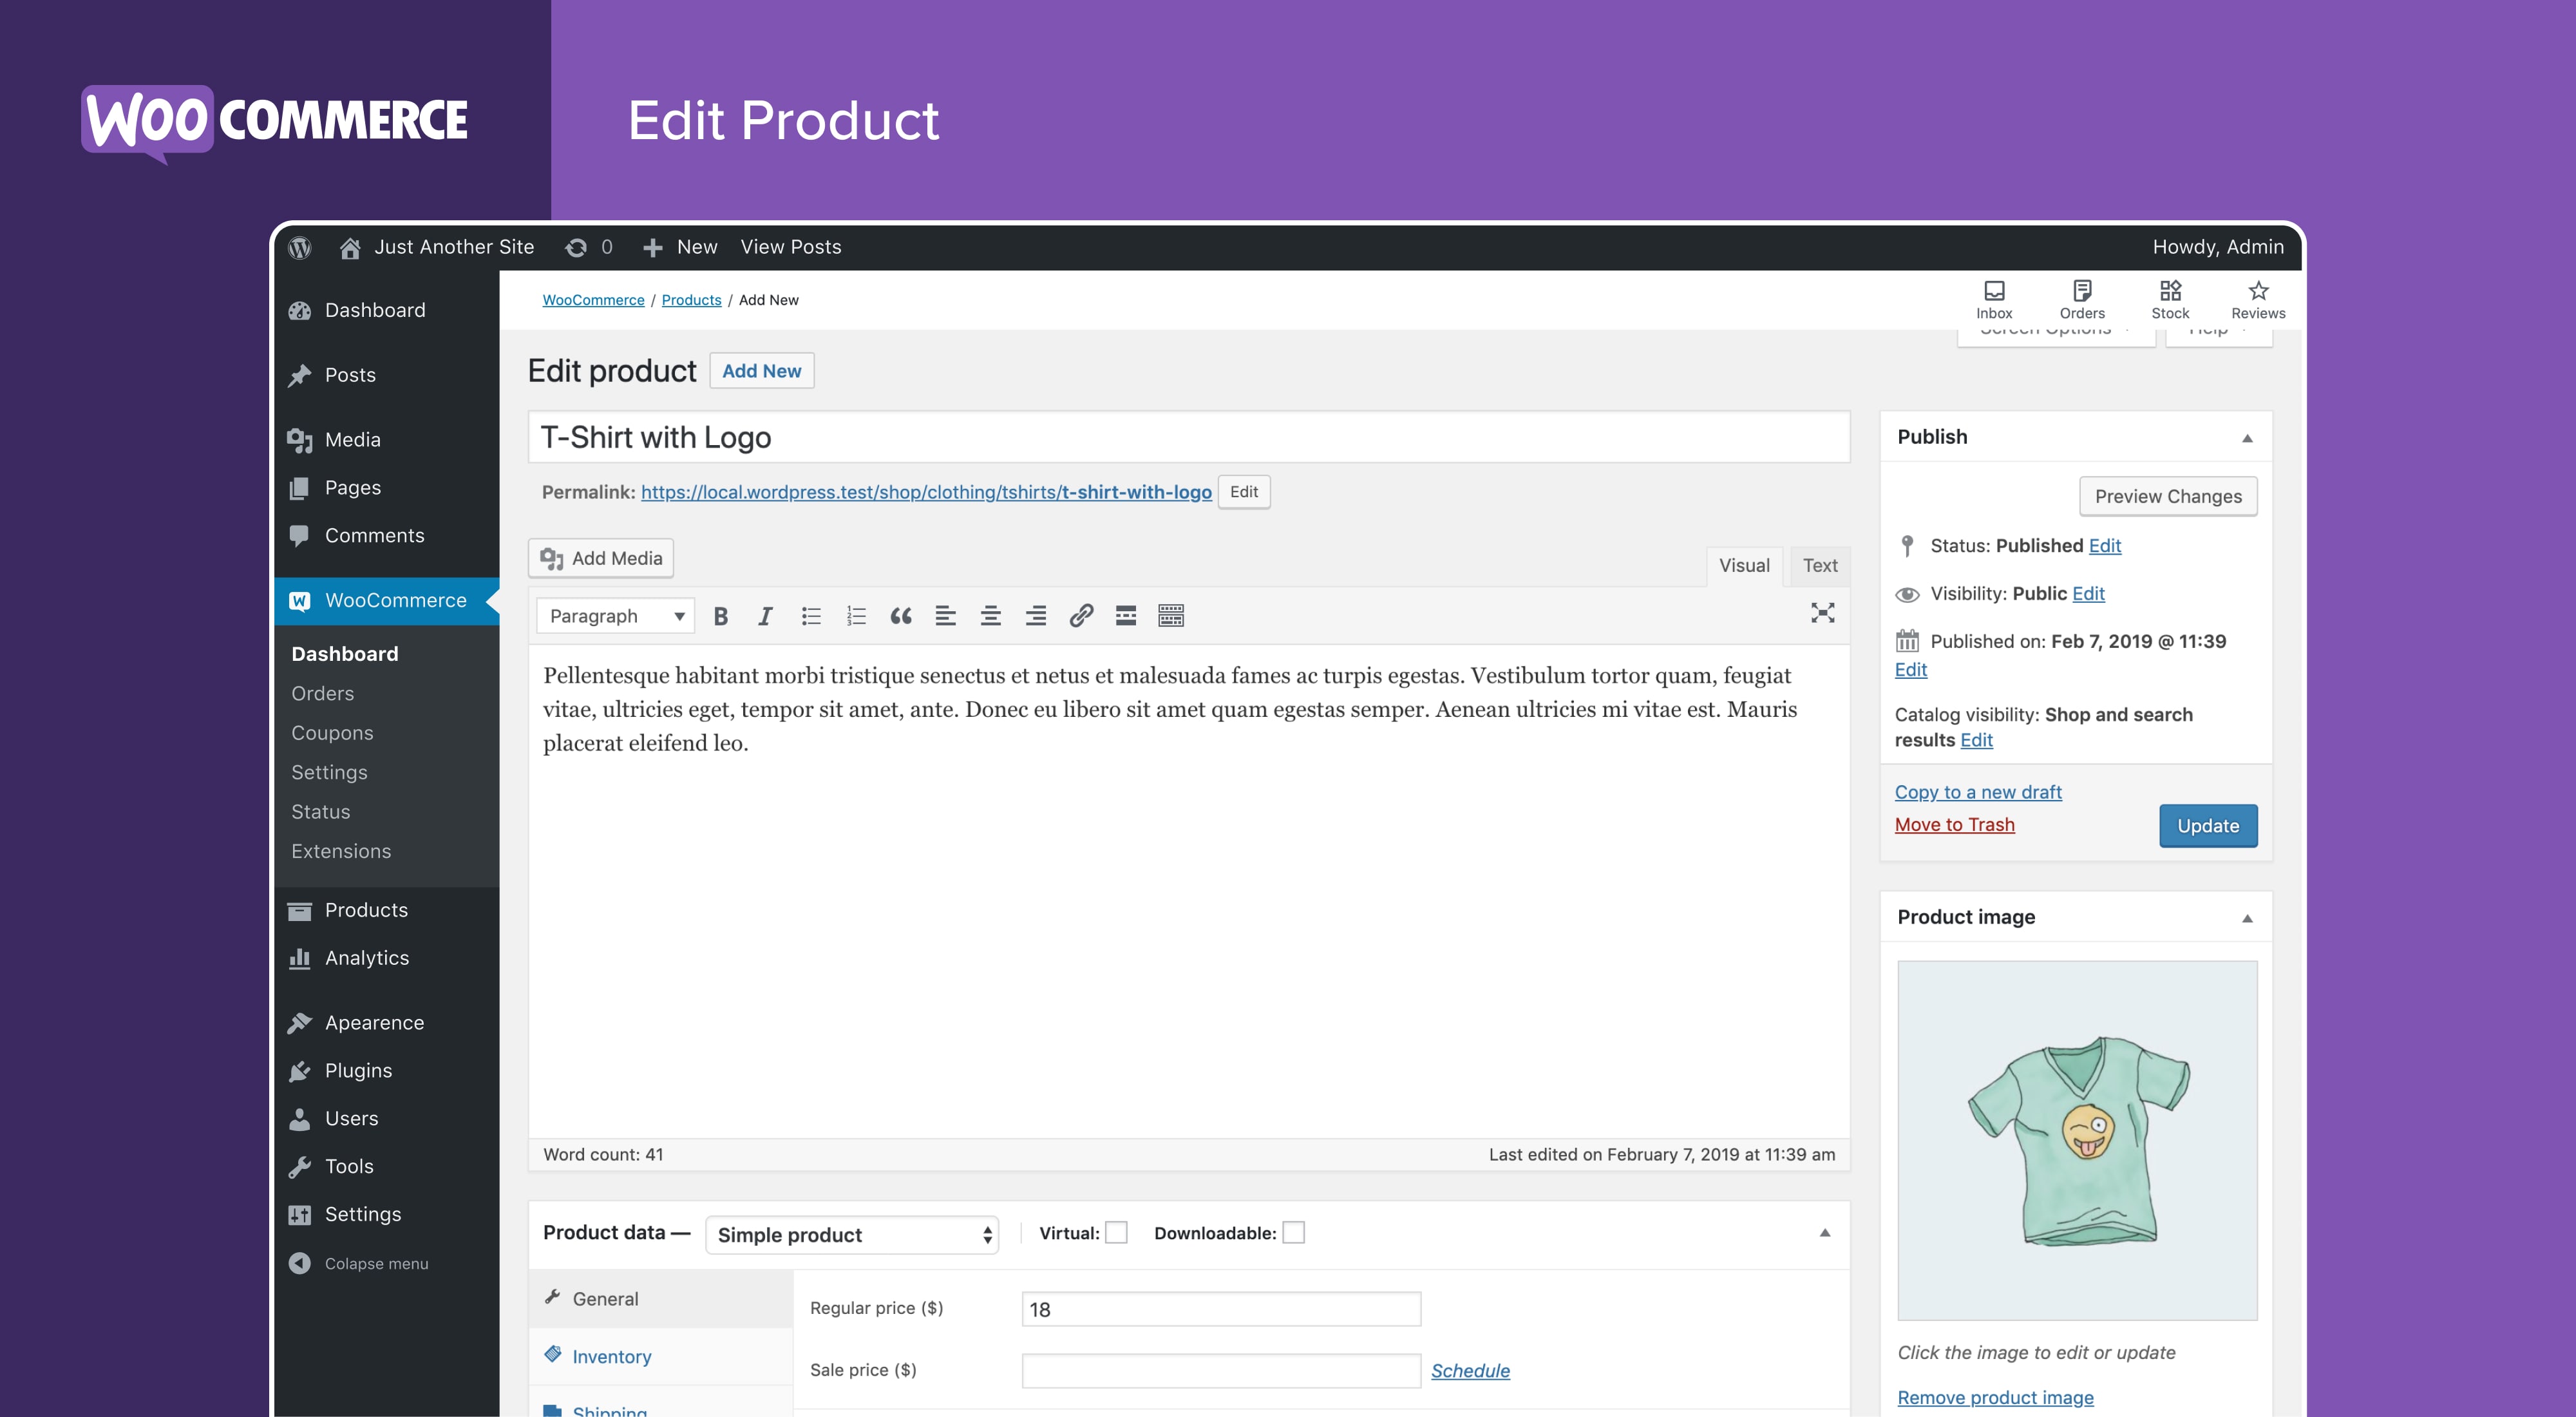 WOO COMMERCE
Edit Product
Just Another Site 0 New View Posts Howdy, Admin
Dashboard
Posts
Media
Pages
Comments
WooCommerce
Dashboard
Orders
Coupons
Settings
Status
Extensions
Products
Analytics
Apearence
Plugins
Users
Tools
Settings
Colapse menu
WooCommerce / Products / Add New
Inbox Orders Stock Reviews
Screen Options Help
Edit product Add New
T-Shirt with Logo
Permalink: https://local.wordpress.test/shop/clothing/tshirts/t-shirt-with-logo Edit
Add Media
Visual Text
Paragraph B I
Pellentesque habitant morbi tristique senectus et netus et malesuada fames ac turpis egestas. Vestibulum tortor quam, feugiat
vitae, ultricies eget, tempor sit amet, ante. Donec eu libero sit amet quam egestas semper. Aenean ultricies mi vitae est. Mauris
placerat eleifend leo.
Word count: 41 Last edited on February 7, 2019 at 11:39 am
Product data — Simple product Virtual: Downloadable:
General
Inventory
Shipping
Regular price ($) 18
Sale price ($) Schedule
Publish
Preview Changes
Status: Published Edit
Visibility: Public Edit
Published on: Feb 7, 2019 @ 11:39
Edit
Catalog visibility: Shop and search
results Edit
Copy to a new draft
Move to Trash
Update
Product image
Click the image to edit or update
Remove product image